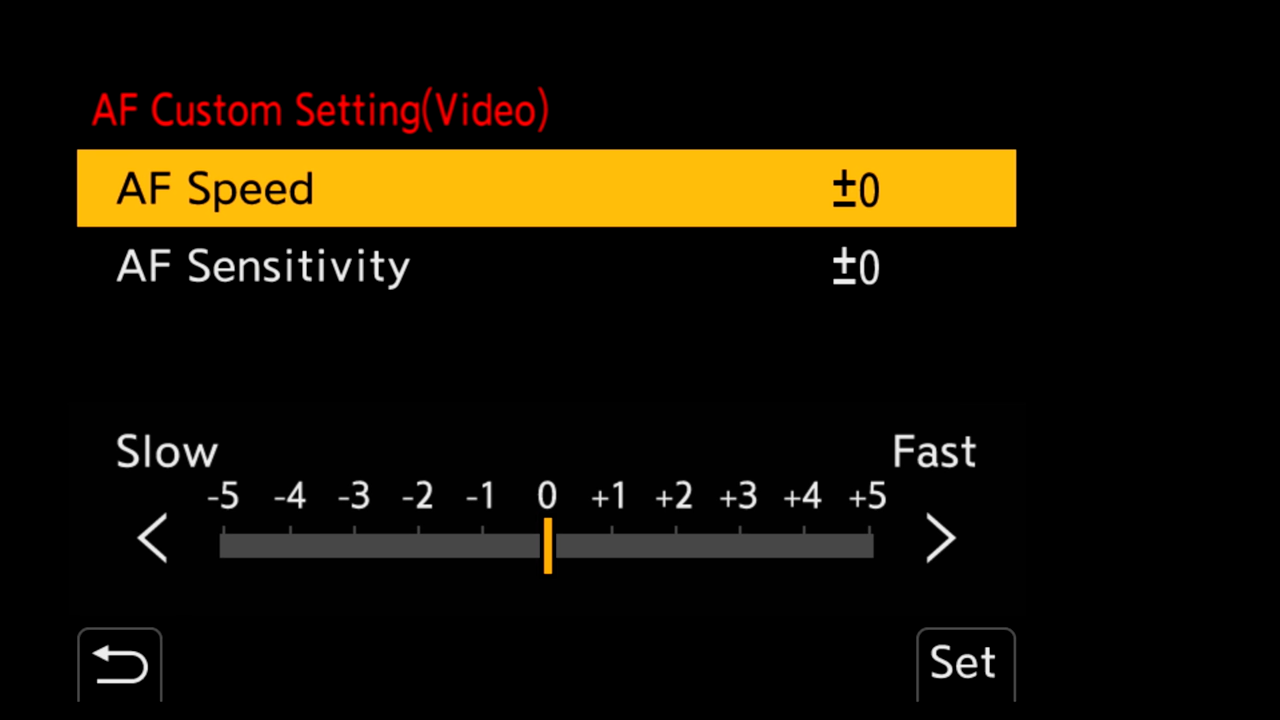 AF Custom Setting(Video)
AF Speed ±0
AF Sensitivity ±0
Slow Fast
-5 -4 -3 -2 -1 0 +1 +2 +3 +4 +5
Set